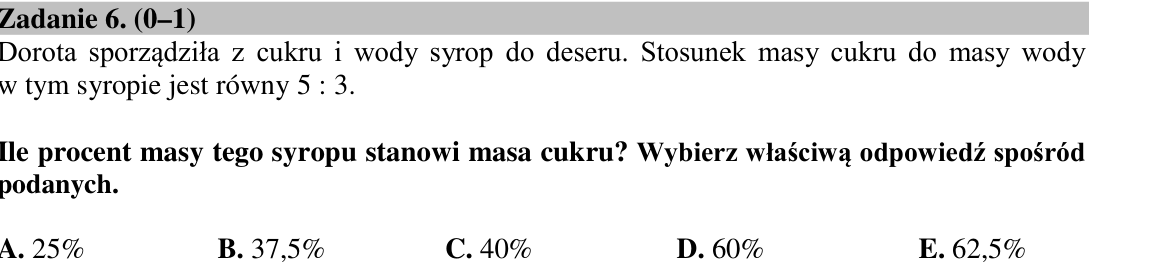 Zadanie 6. (0–1)
Dorota sporządziła z cukru i wody syrop do deseru. Stosunek masy cukru do masy wody
w tym syropie jest równy 5 : 3.
Ile procent masy tego syropu stanowi masa cukru? Wybierz właściwą odpowiedź spośród
podanych.
A. 25% B. 37,5% C. 40% D. 60% E. 62,5%